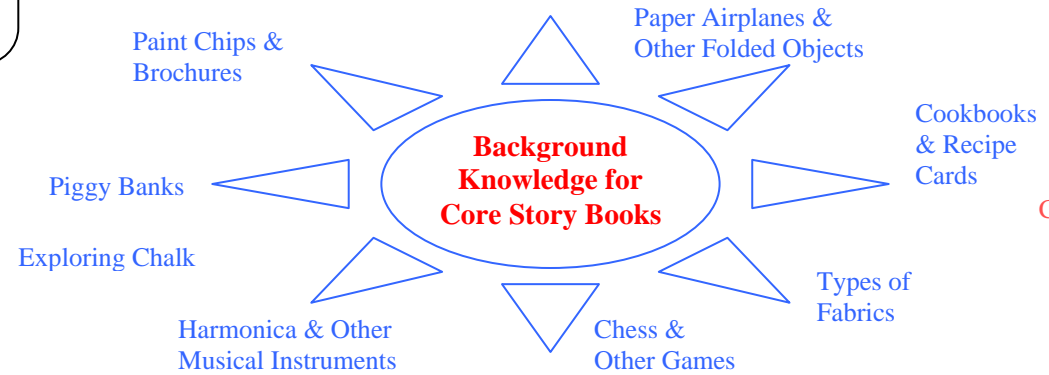 Paint Chips &
Brochures
Paper Airplanes &
Other Folded Objects
Cookbooks
& Recipe
Cards
Background
Knowledge for
Core Story Books
Piggy Banks
Exploring Chalk
Types of
Fabrics
Harmonica & Other
Musical Instruments
Chess &
Other Games